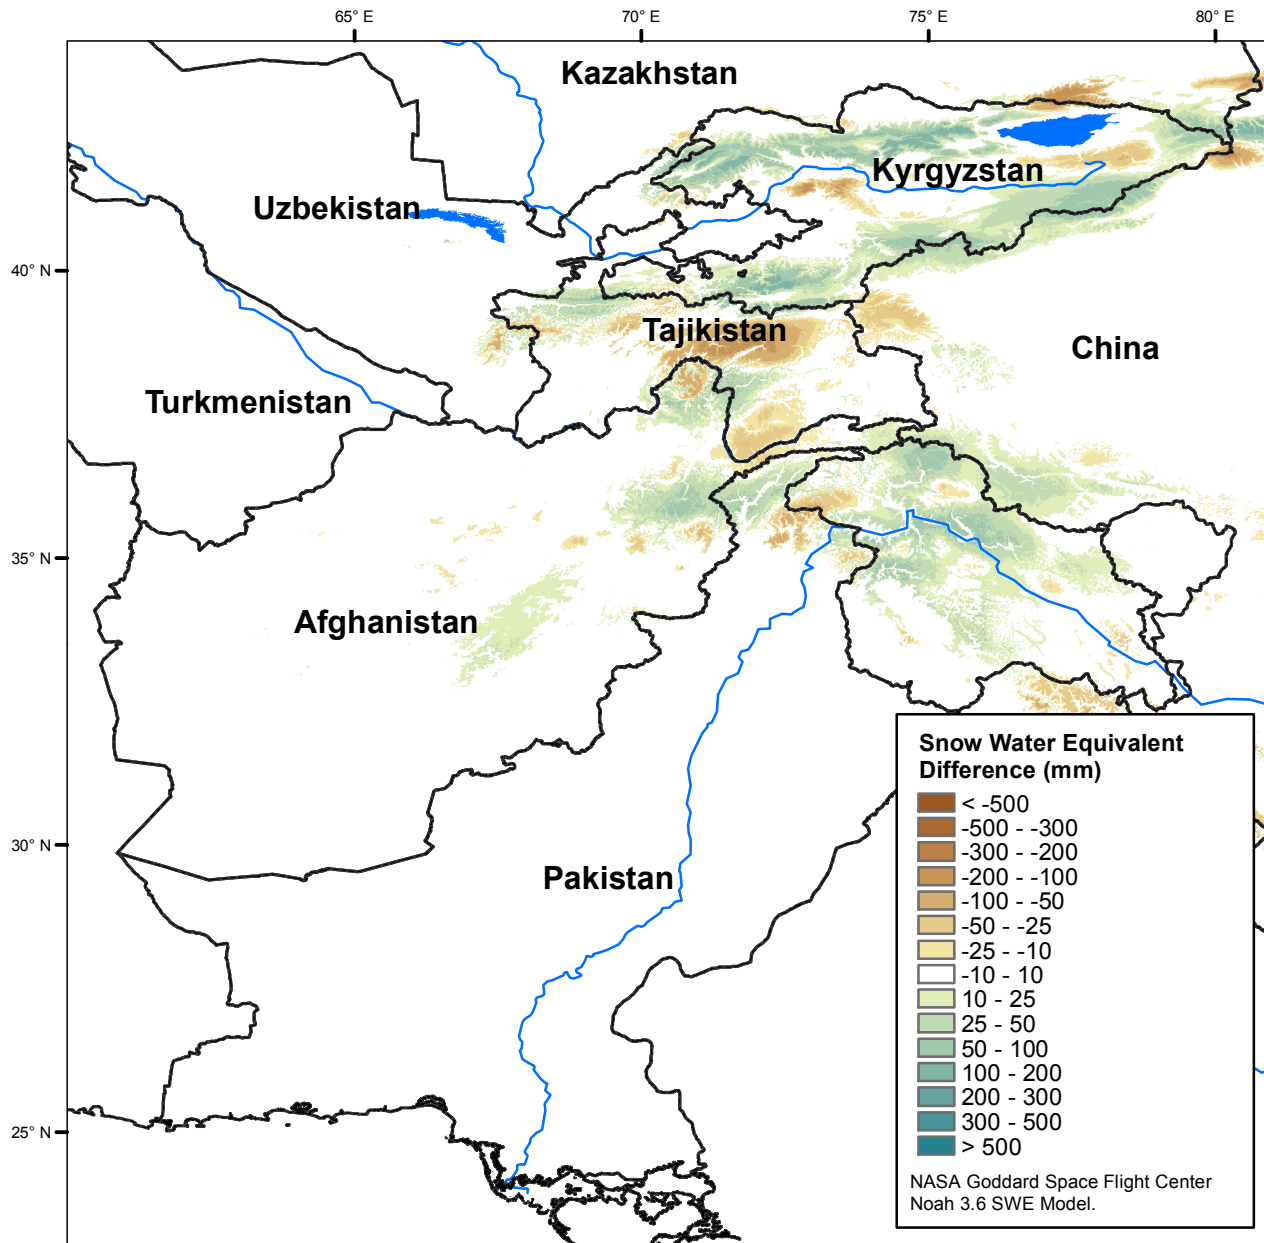 65° E
70° E
75° E
80° E
Kazakhstan
Kyrgyzstan
Uzbekistan
40° N
Tajikistan
China
Turkmenistan
35° N
Afghanistan
Snow Water Equivalent
Difference (mm)
< -500
-500 - -300
-300 - -200
-200 - -100
-100 - -50
-50 - -25
-25 - -10
-10 - 10
10 - 25
25 - 50
50 - 100
100 - 200
200 - 300
300 - 500
> 500
NASA Goddard Space Flight Center
Noah 3.6 SWE Model.
30° N
Pakistan
25° N